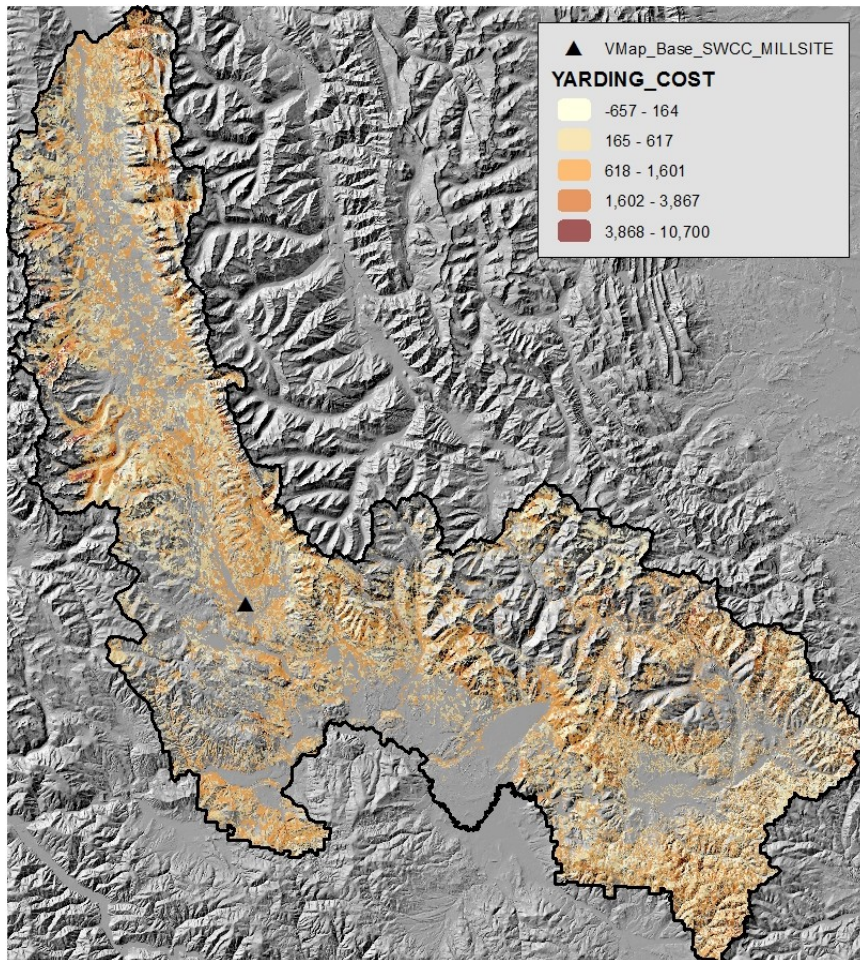 VMap_Base_SWCC_MILLSITE
YARDING_COST
-657 - 164
165 - 617
618 - 1,601
1,602 - 3,867
3,868 - 10,700